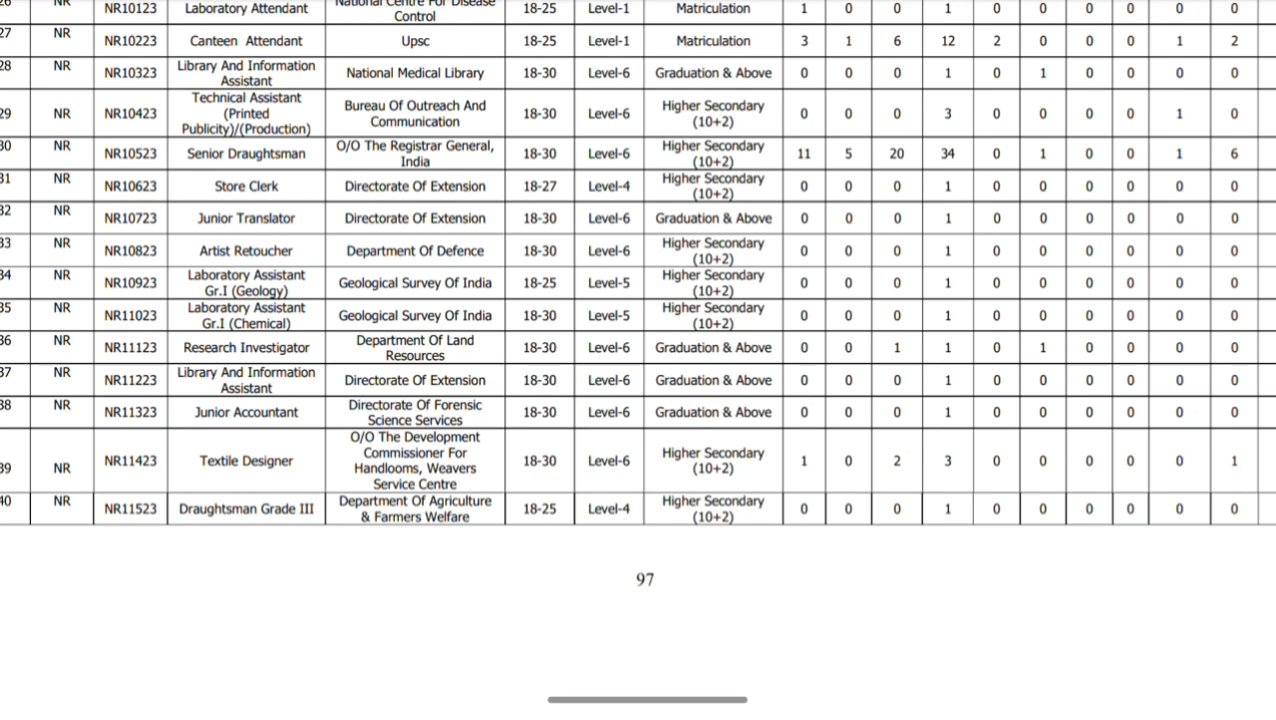 26 NR NR10123 Laboratory Attendant National Centre For Disease Control 18-25 Level-1 Matriculation 1 0 0 1 0 0 0 0 0 0
27 NR NR10223 Canteen Attendant Upsc 18-25 Level-1 Matriculation 3 1 6 12 2 0 0 0 1 2
28 NR NR10323 Library And Information Assistant National Medical Library 18-30 Level-6 Graduation & Above 0 0 0 1 0 1 0 0 0 0
29 NR NR10423 Technical Assistant (Printed Publicity)/(Production) Bureau Of Outreach And Communication 18-30 Level-6 Higher Secondary (10+2) 0 0 0 3 0 0 0 0 1 0
30 NR NR10523 Senior Draughtsman O/O The Registrar General, India 18-30 Level-6 Higher Secondary (10+2) 11 5 20 34 0 1 0 0 1 6
31 NR NR10623 Store Clerk Directorate Of Extension 18-27 Level-4 Higher Secondary (10+2) 0 0 0 1 0 0 0 0 0 0
32 NR NR10723 Junior Translator Directorate Of Extension 18-30 Level-6 Graduation & Above 0 0 0 1 0 0 0 0 0 0
33 NR NR10823 Artist Retoucher Department Of Defence 18-30 Level-6 Higher Secondary (10+2) 0 0 0 1 0 0 0 0 0 0
34 NR NR10923 Laboratory Assistant Gr.I (Geology) Geological Survey Of India 18-25 Level-5 Higher Secondary (10+2) 0 0 0 1 0 0 0 0 0 0
35 NR NR11023 Laboratory Assistant Gr.I (Chemical) Geological Survey Of India 18-30 Level-5 Higher Secondary (10+2) 0 0 0 1 0 0 0 0 0 0
36 NR NR11123 Research Investigator Department Of Land Resources 18-30 Level-6 Graduation & Above 0 0 1 1 0 1 0 0 0 0
37 NR NR11223 Library And Information Assistant Directorate Of Extension 18-30 Level-6 Graduation & Above 0 0 0 1 0 0 0 0 0 0
38 NR NR11323 Junior Accountant Directorate Of Forensic Science Services 18-30 Level-6 Graduation & Above 0 0 0 1 0 0 0 0 0 0
39 NR NR11423 Textile Designer O/O The Development Commissioner For Handlooms, Weavers Service Centre 18-30 Level-6 Higher Secondary (10+2) 1 0 2 3 0 0 0 0 0 1
40 NR NR11523 Draughtsman Grade III Department Of Agriculture & Farmers Welfare 18-25 Level-4 Higher Secondary (10+2) 0 0 0 1 0 0 0 0 0 0
97